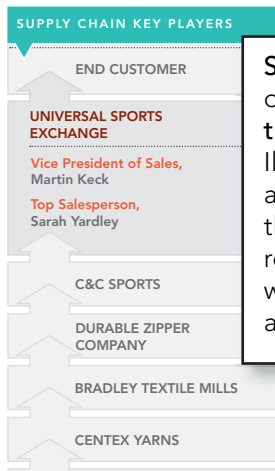 SUPPLY CHAIN KEY PLAYERS
END CUSTOMER
UNIVERSAL SPORTS
EXCHANGE
Vice President of Sales,
Martin Keck
Top Salesperson,
Sarah Yardley
C&C SPORTS
DURABLE ZIPPER
COMPANY
BRADLEY TEXTILE MILLS
CENTEX YARNS